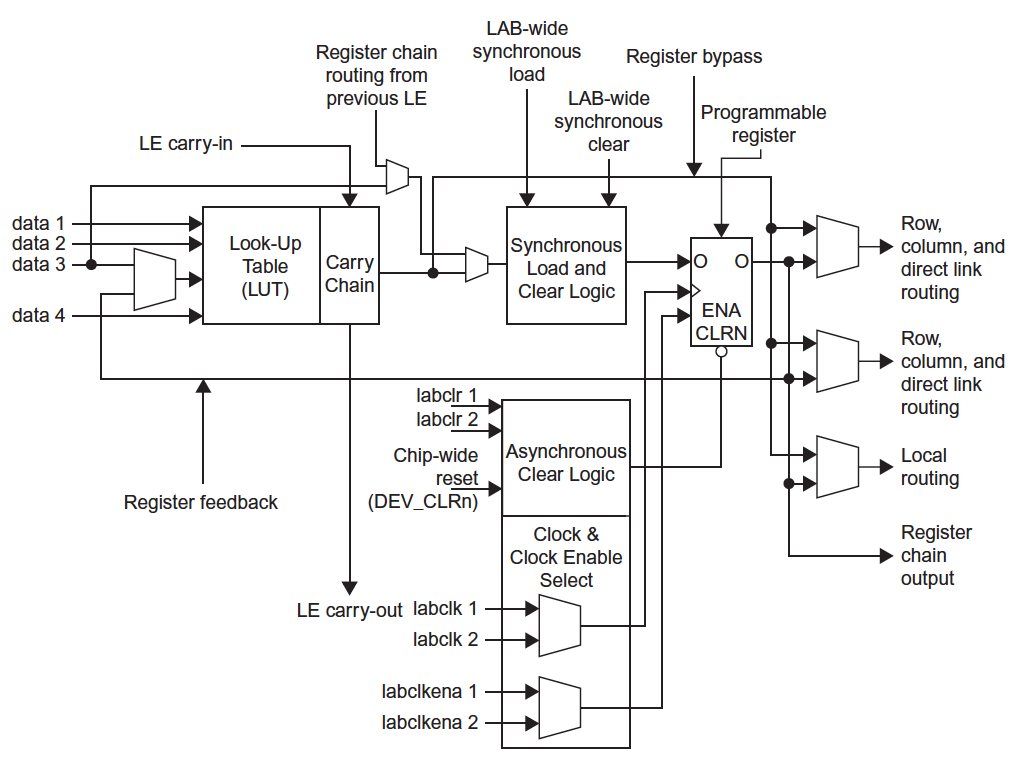 LAB-wide
synchronous
load
Register chain
routing from
previous LE
Register bypass
LAB-wide
synchronous
clear
Programmable
register
LE carry-in
data 1
data 2
data 3
data 4
Look-Up
Table
(LUT)
Carry
Chain
Synchronous
Load and
Clear Logic
O
O
ENA
CLRN
Row,
column, and
direct link
routing
Row,
column, and
direct link
routing
Local
routing
Register
chain
output
Register feedback
labclr 1
labclr 2
Chip-wide
reset
(DEV_CLRn)
Asynchronous
Clear Logic
Clock &
Clock Enable
Select
LE carry-out
labclk 1
labclk 2
labclkena 1
labclkena 2